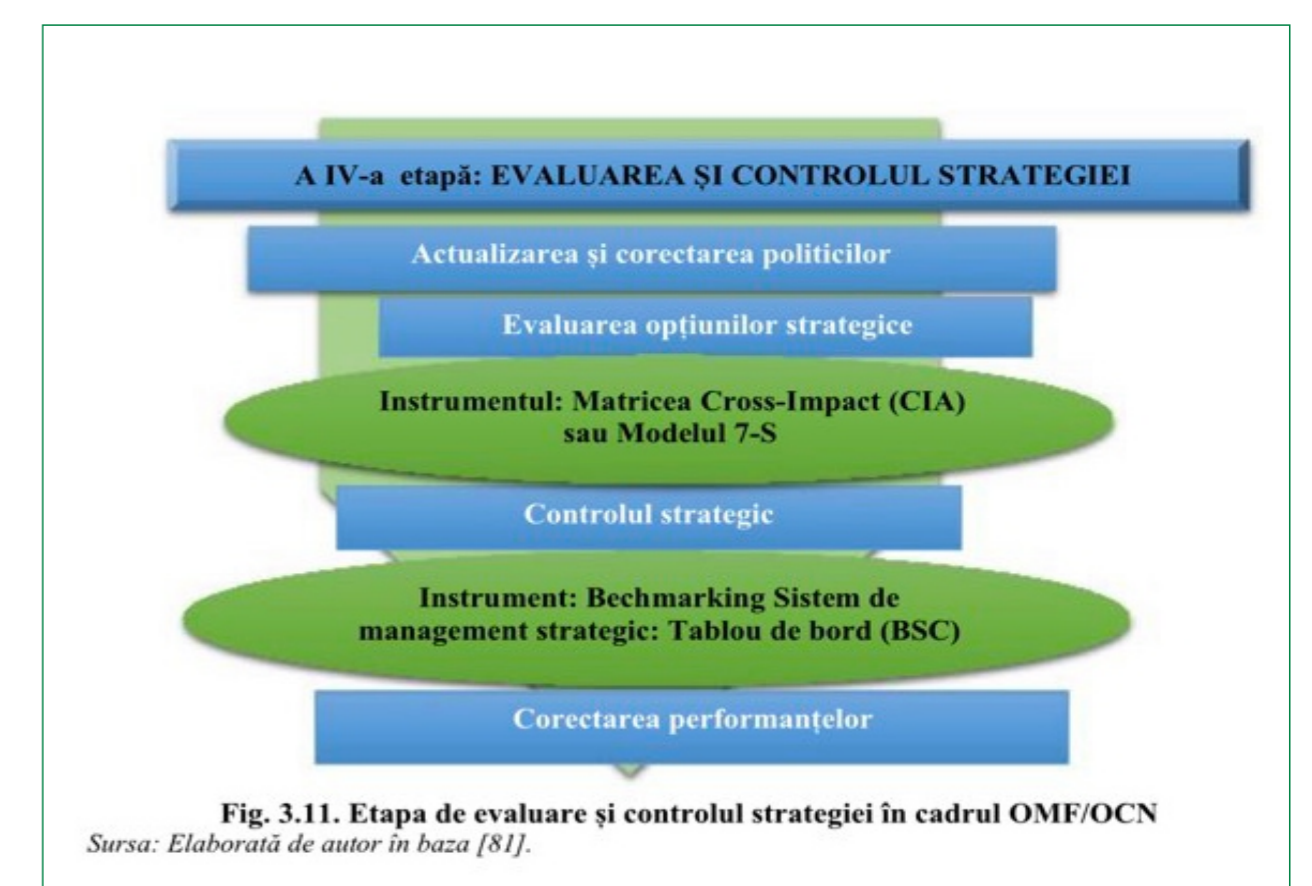 A IV-a etapă: EVALUAREA ȘI CONTROLUL STRATEGIEI
Actualizarea și corectarea politicilor
Evaluarea opțiunilor strategice
Instrumentul: Matricea Cross-Impact (CIA)
sau Modelul 7-S
Controlul strategic
Instrument: Bechmarking Sistem de
management strategic: Tablou de bord (BSC)
Corectarea performanțelor
Fig. 3.11. Etapa de evaluare și controlul strategiei în cadrul OMF/OCN
Sursa: Elaborată de autor în baza [81].